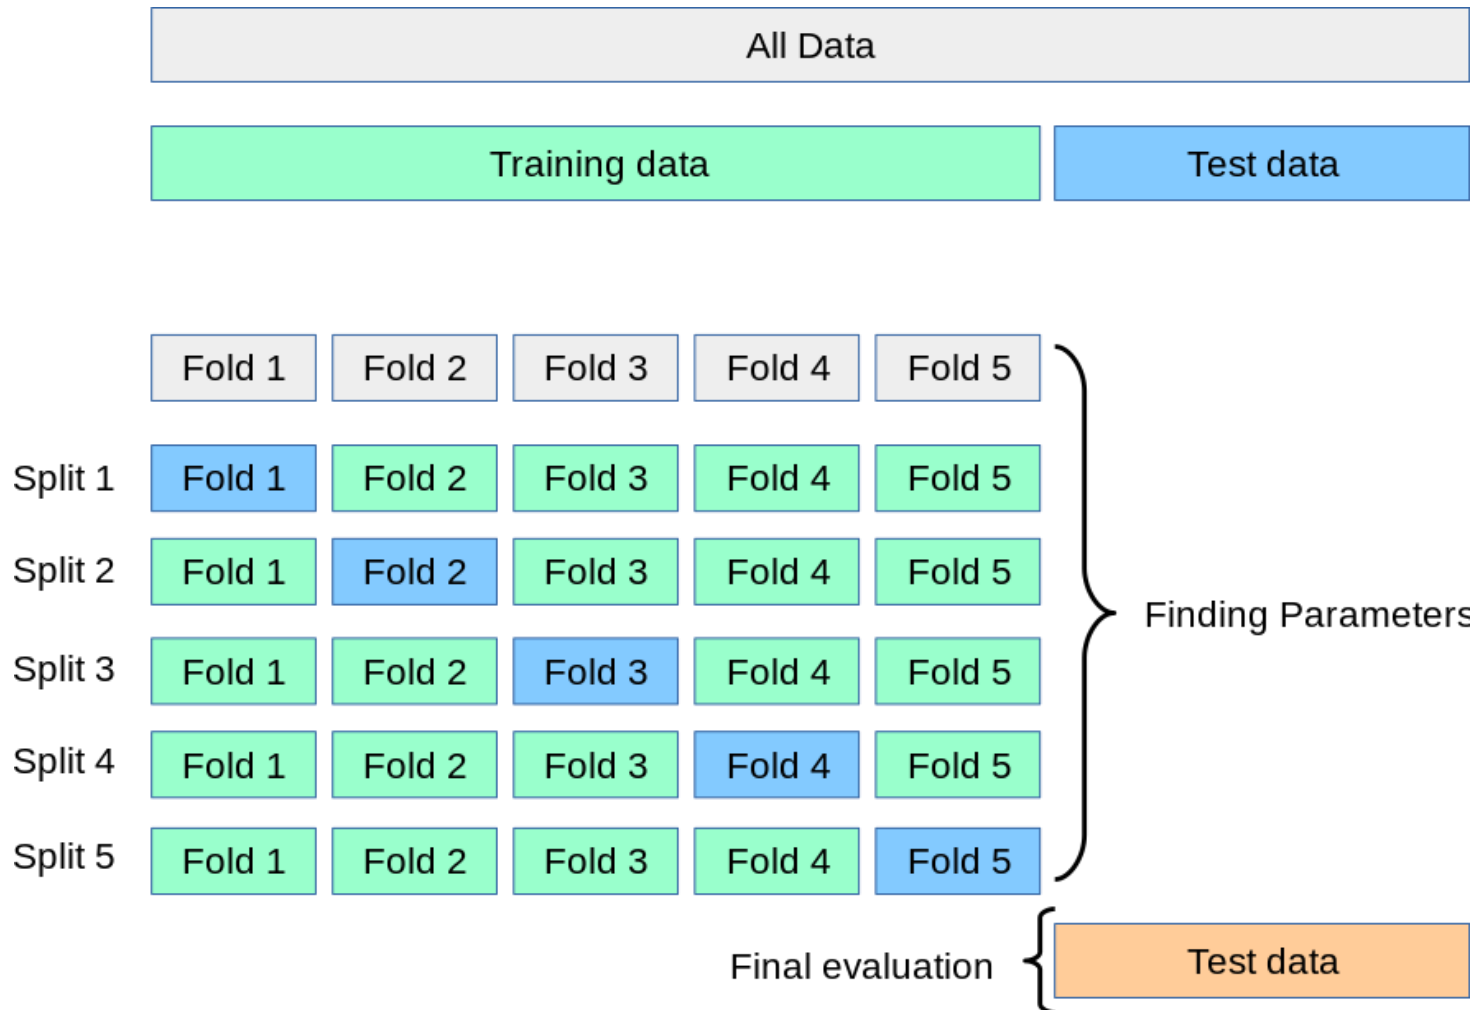 All Data
Training data Test data
Fold 1 Fold 2 Fold 3 Fold 4 Fold 5
Split 1 Fold 1 Fold 2 Fold 3 Fold 4 Fold 5
Split 2 Fold 1 Fold 2 Fold 3 Fold 4 Fold 5
Finding Parameters
Split 3 Fold 1 Fold 2 Fold 3 Fold 4 Fold 5
Split 4 Fold 1 Fold 2 Fold 3 Fold 4 Fold 5
Split 5 Fold 1 Fold 2 Fold 3 Fold 4 Fold 5
Final evaluation Test data